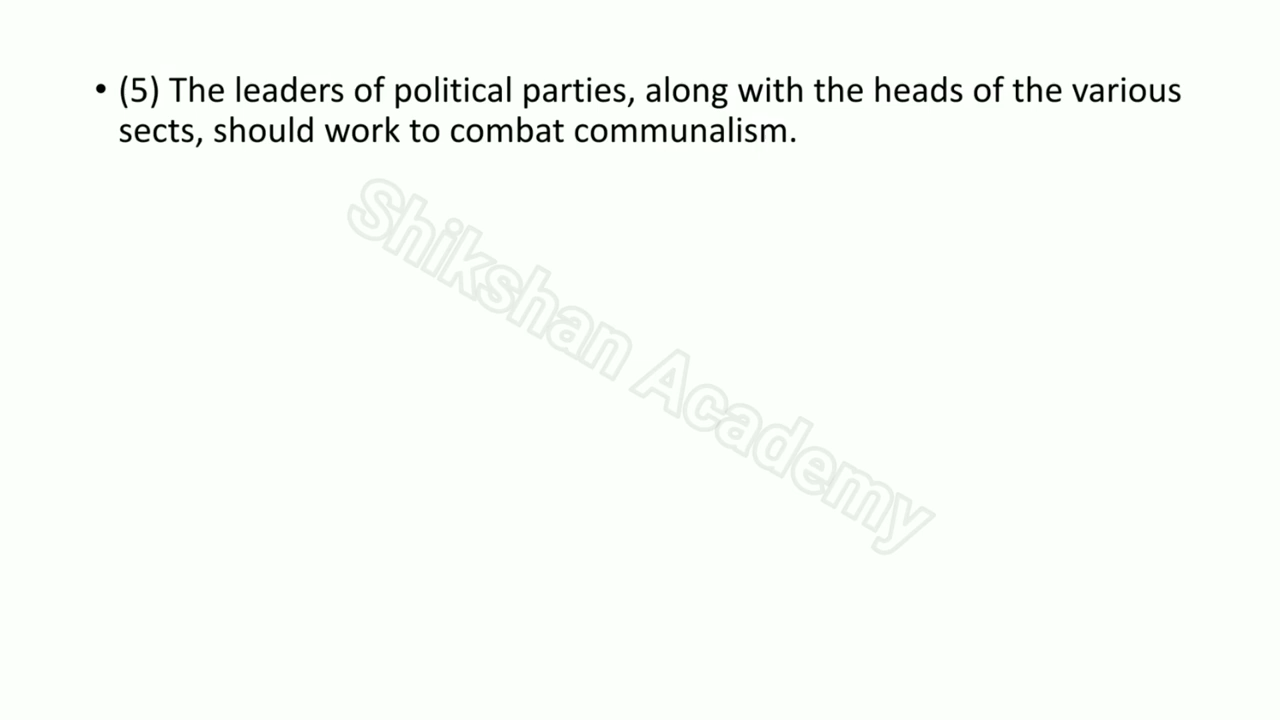 • (5) The leaders of political parties, along with the heads of the various
sects, should work to combat communalism.
Shikshan Academy